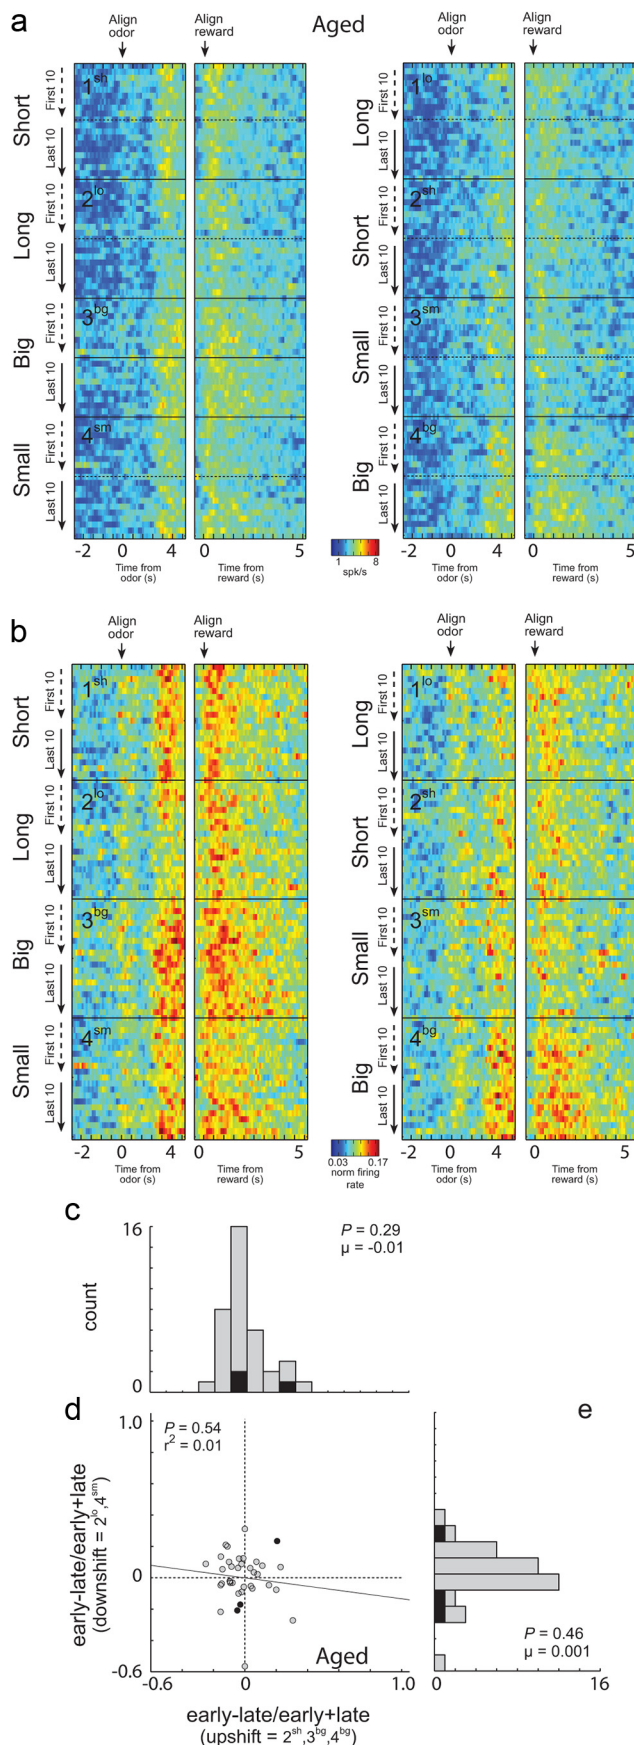 a
Align
odor
Align
reward
Aged
Align
odor
Align
reward
Short
First 10
Last 10
1sh
Long
First 10
Last 10
2lo
Big
First 10
Last 10
3bg
Small
First 10
Last 10
4sm
Long
First 10
Last 10
1lo
Short
First 10
Last 10
2sh
Small
First 10
Last 10
3sm
Big
First 10
Last 10
4bg
-2 0 4 0 5
Time from
odor (s)
Time from
reward (s)
1 8
spk/s
-2 0 4 0 5
Time from
odor (s)
Time from
reward (s)
b
Align
odor
Align
reward
Align
odor
Align
reward
Short
First 10
Last 10
1sh
Long
First 10
Last 10
2lo
Big
First 10
Last 10
3bg
Small
First 10
Last 10
4sm
Long
First 10
Last 10
1lo
Short
First 10
Last 10
2sh
Small
First 10
Last 10
3sm
Big
First 10
Last 10
4bg
-2 0 4 0 5
Time from
odor (s)
Time from
reward (s)
0.03 0.17
norm firing
rate
-2 0 4 0 5
Time from
odor (s)
Time from
reward (s)
c
16
count
0
P = 0.29
μ = -0.01
d
1.0
0
-0.6
early-late/early+late
(downshift = 2lo,4sm)
P = 0.54
r2 = 0.01
Aged
-0.6 0 1.0
early-late/early+late
(upshift = 2sh,3bg,4bg)
e
P = 0.46
μ = 0.001
16